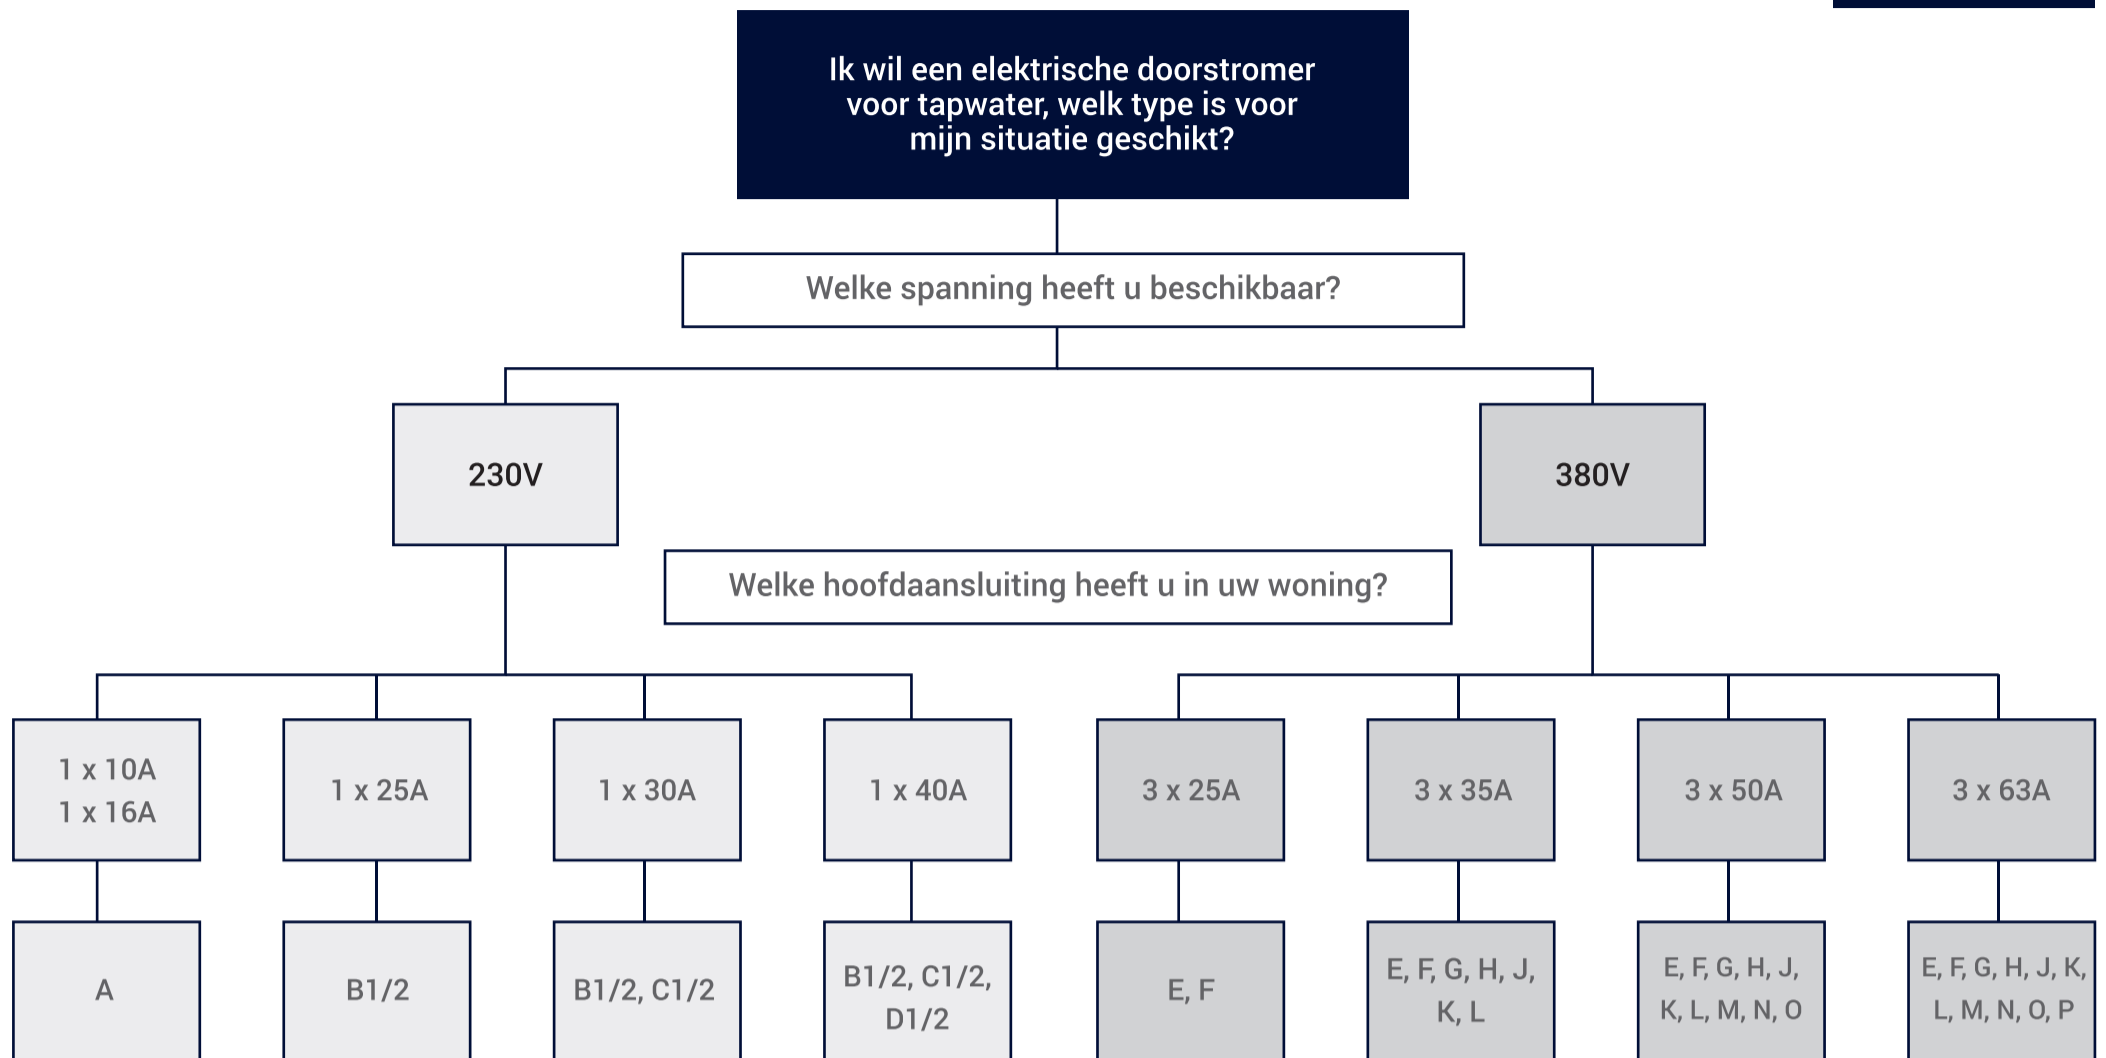 Ik wil een elektrische doorstromer
voor tapwater, welk type is voor
mijn situatie geschikt?
Welke spanning heeft u beschikbaar?
230V
380V
Welke hoofdaansluiting heeft u in uw woning?
1 x 10A
1 x 16A
1 x 25A
1 x 30A
1 x 40A
3 x 25A
3 x 35A
3 x 50A
3 x 63A
A
B1/2
B1/2, C1/2
B1/2, C1/2,
D1/2
E, F
E, F, G, H, J,
K, L
E, F, G, H, J,
K, L, M, N, O
E, F, G, H, J, K,
L, M, N, O, P